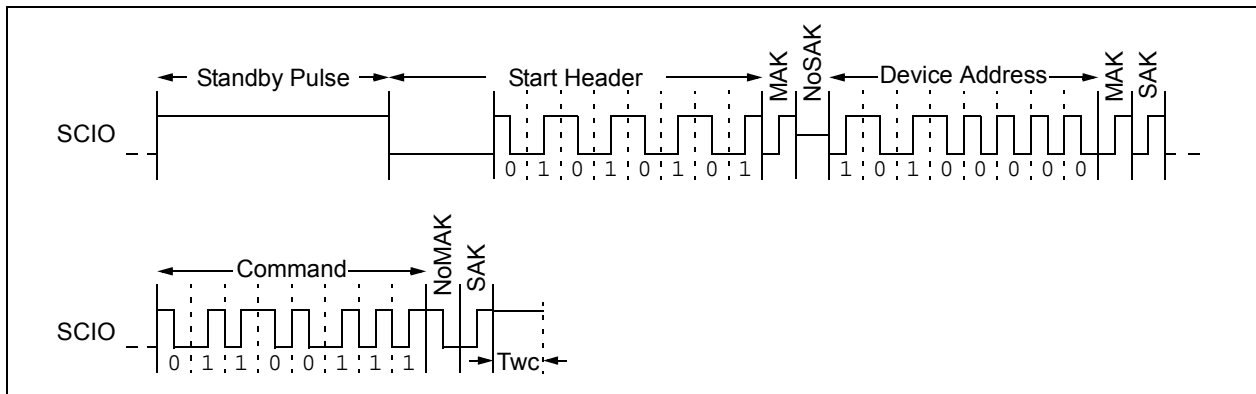 Standby Pulse
Start Header
MAK
NoSAK
Device Address
MAK
SAK
SCIO
0 1 0 1 0 1 0 1
1 0 1 0 0 0 0 0
Command
NoMAK
SAK
SCIO
0 1 1 0 0 1 1 1
Twc